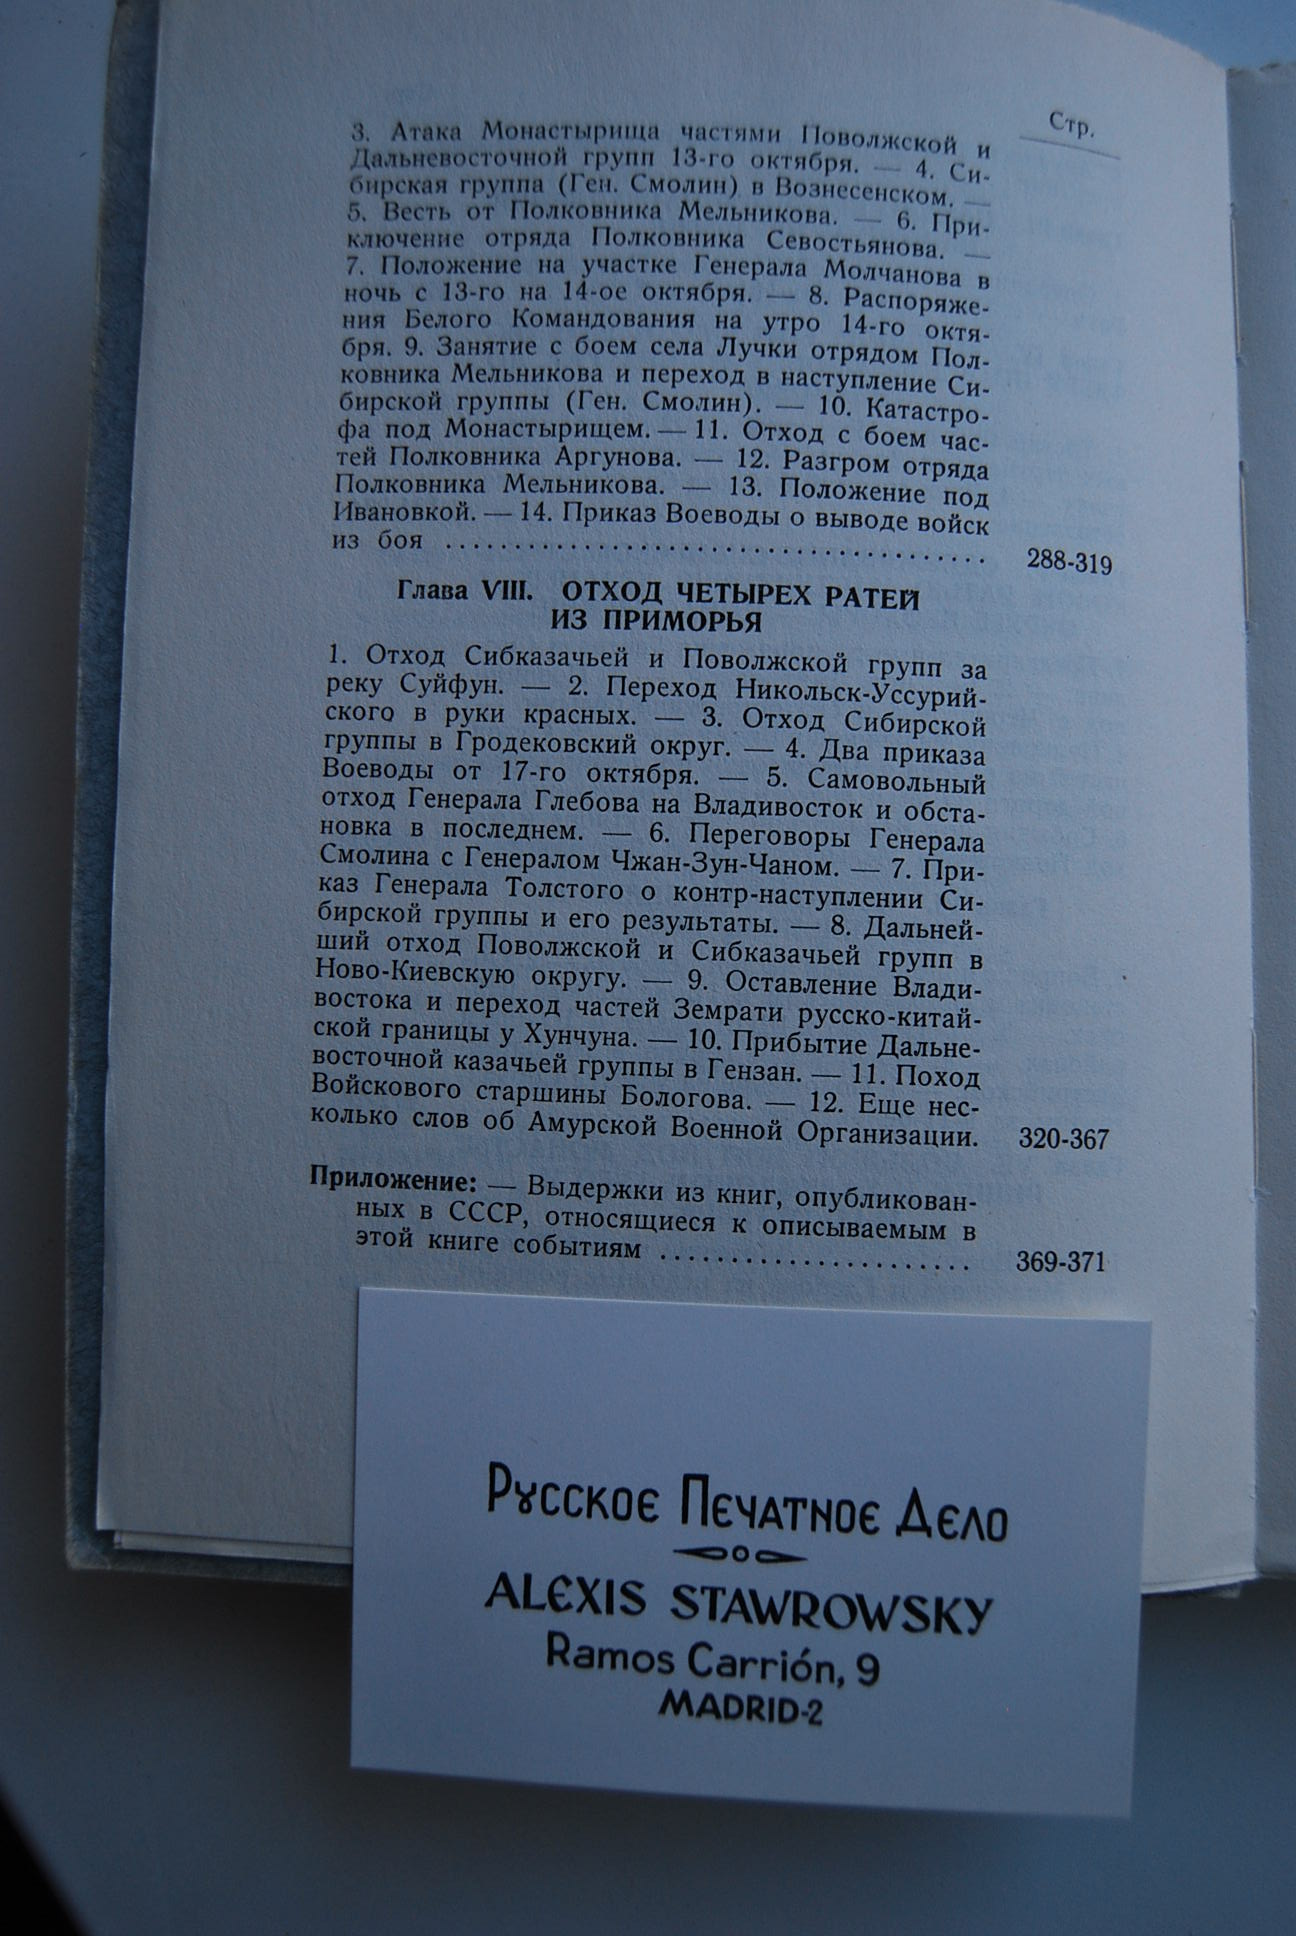 Стр.
3. Атака Монастырища частями Поволжской и
Дальневосточной групп 13-го октября. — 4. Си-
бирская группа (Ген. Смолин) в Вознесенском. —
5. Весть от Полковника Мельникова. — 6. При-
ключение отряда Полковника Севостьянова. —
7. Положение на участке Генерала Молчанова в
ночь с 13-го на 14-ое октября. — 8. Распоряже-
ния Белого Командования на утро 14-го октя-
бря. 9. Занятие с боем села Лучки отрядом Пол-
ковника Мельникова и переход в наступление Си-
бирской группы (Ген. Смолин). — 10. Катастро-
фа под Монастырищем. — 11. Отход с боем час-
тей Полковника Аргунова. — 12. Разгром отряда
Полковника Мельникова. — 13. Положение под
Ивановкой. — 14. Приказ Воеводы о выводе войск
из боя ........................................ 288-319
Глава VIII. ОТХОД ЧЕТЫРЕХ РАТЕЙ
ИЗ ПРИМОРЬЯ
1. Отход Сибказачьей и Поволжской групп за
реку Суйфун. — 2. Переход Никольск-Уссурий-
ского в руки красных. — 3. Отход Сибирской
группы в Гродековский округ. — 4. Два приказа
Воеводы от 17-го октября. — 5. Самовольный
отход Генерала Глебова на Владивосток и обста-
новка в последнем. — 6. Переговоры Генерала
Смолина с Генералом Чжан-Зун-Чаном. — 7. При-
каз Генерала Толстого о контр-наступлении Си-
бирской группы и его результаты. — 8. Дальней-
ший отход Поволжской и Сибказачьей групп в
Ново-Киевскую округу. — 9. Оставление Влади-
востока и переход частей Земрати русско-китай-
ской границы у Хунчуна. — 10. Прибытие Дальне-
восточной казачьей группы в Гензан. — 11. Поход
Войскового старшины Бологова. — 12. Еще нес-
колько слов об Амурской Военной Организации. 320-367
Приложение: — Выдержки из книг, опубликован-
ных в СССР, относящиеся к описываемым в
этой книге событиям ....................... 369-371
Русское Печатное Дело
ALEXIS STAWROWSKY
Ramos Carrión, 9
MADRID-2